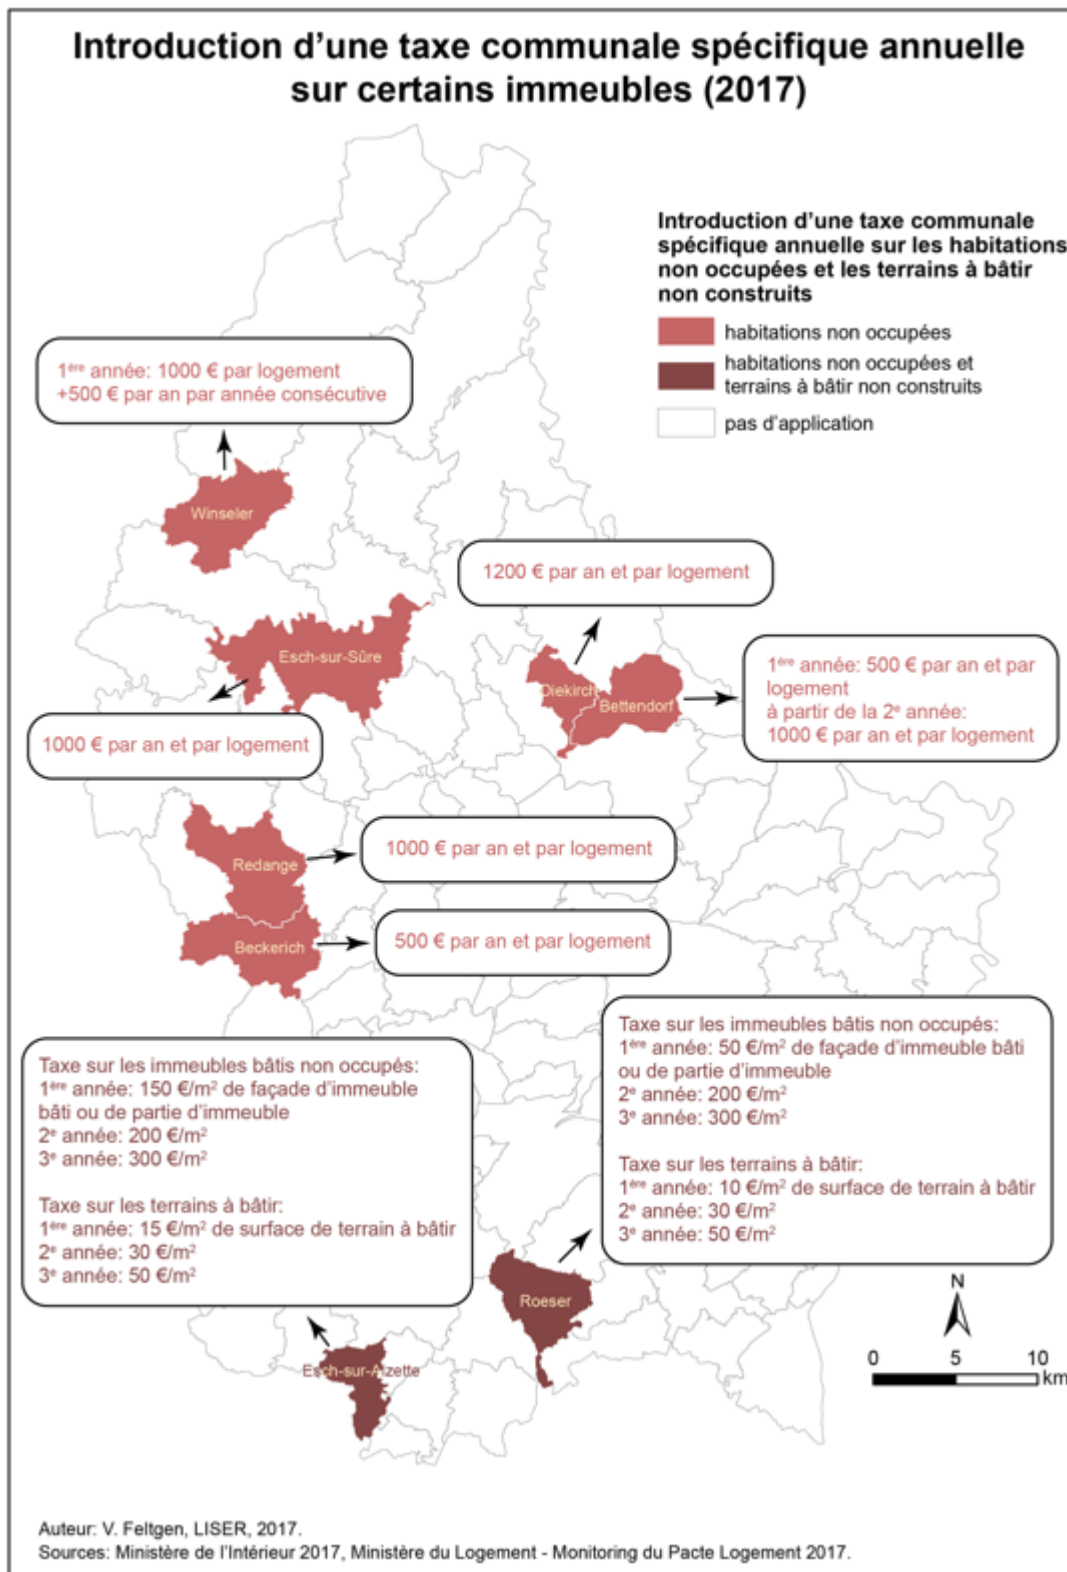 Introduction d'une taxe communale spécifique annuelle
sur certains immeubles (2017)
Introduction d'une taxe communale
spécifique annuelle sur les habitations
non occupées et les terrains à bâtir
non construits
habitations non occupées
habitations non occupées et
terrains à bâtir non construits
pas d'application
1ère année: 1000 € par logement
+500 € par an par année consécutive
Winseler
1200 € par an et par logement
Esch-sur-Sûre
Diekirch
Bettendorf
1ère année: 500 € par an et par
logement
à partir de la 2e année:
1000 € par an et par logement
1000 € par an et par logement
Redange
1000 € par an et par logement
Beckerich
500 € par an et par logement
Taxe sur les immeubles bâtis non occupés:
1ère année: 150 €/m² de façade d'immeuble
bâti ou de partie d'immeuble
2e année: 200 €/m²
3e année: 300 €/m²
Taxe sur les terrains à bâtir:
1ère année: 15 €/m² de surface de terrain à bâtir
2e année: 30 €/m²
3e année: 50 €/m²
Taxe sur les immeubles bâtis non occupés:
1ère année: 50 €/m² de façade d'immeuble bâti
ou de partie d'immeuble
2e année: 200 €/m²
3e année: 300 €/m²
Taxe sur les terrains à bâtir:
1ère année: 10 €/m² de surface de terrain à bâtir
2e année: 30 €/m²
3e année: 50 €/m²
Roeser
Esch-sur-Alzette
N
0 5 10
km
Auteur: V. Feltgen, LISER, 2017.
Sources: Ministère de l'Intérieur 2017, Ministère du Logement - Monitoring du Pacte Logement 2017.